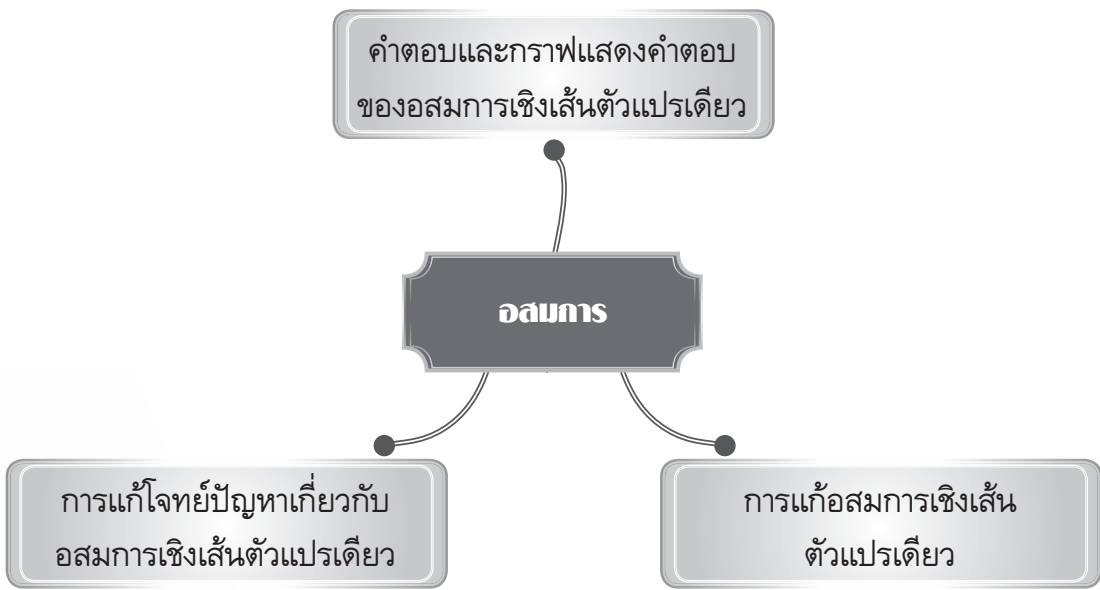 คำตอบและกราฟแสดงคำตอบ
ของอสมการเชิงเส้นตัวแปรเดียว
อสมการ
การแก้โจทย์ปัญหาเกี่ยวกับ
อสมการเชิงเส้นตัวแปรเดียว
การแก้อสมการเชิงเส้น
ตัวแปรเดียว